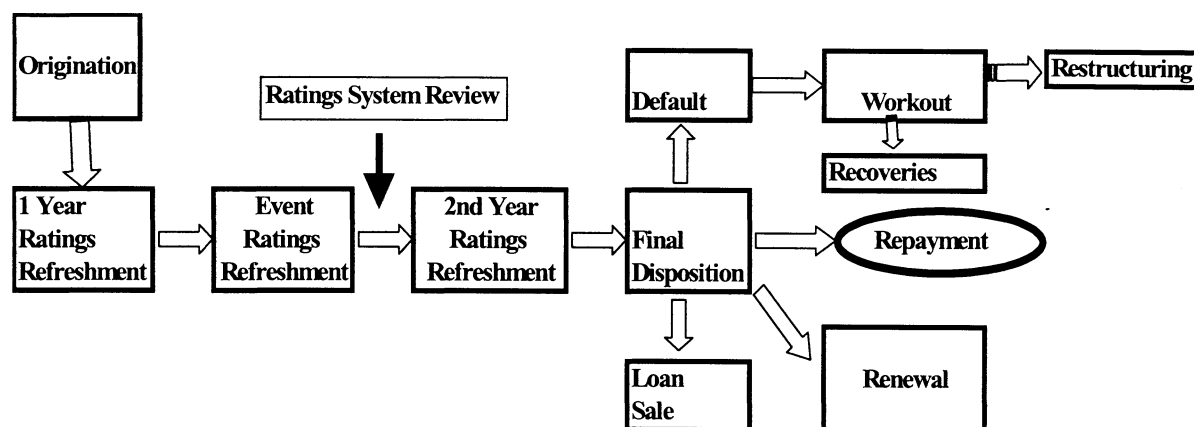 Origination
Ratings System Review
Default
Workout
Restructuring
Recoveries
1 Year
Ratings
Refreshment
Event
Ratings
Refreshment
2nd Year
Ratings
Refreshment
Final
Disposition
Repayment
Loan
Sale
Renewal